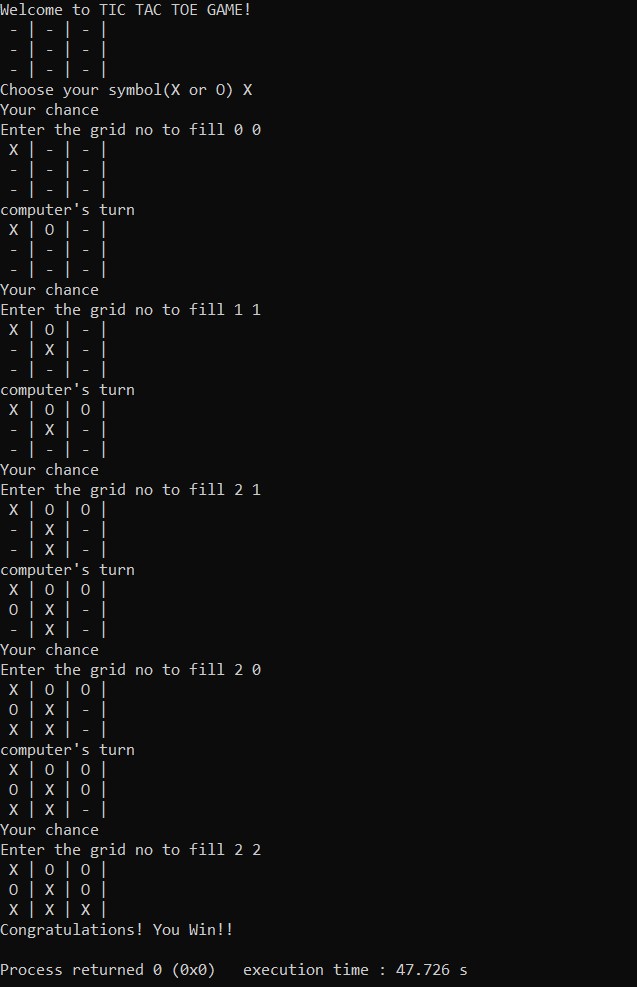 Welcome to TIC TAC TOE GAME!
 - | - | - |
 - | - | - |
 - | - | - |
Choose your symbol(X or O) X
Your chance
Enter the grid no to fill 0 0
 X | - | - |
 - | - | - |
 - | - | - |
computer's turn
 X | O | - |
 - | - | - |
 - | - | - |
Your chance
Enter the grid no to fill 1 1
 X | O | - |
 - | X | - |
 - | - | - |
computer's turn
 X | O | O |
 - | X | - |
 - | - | - |
Your chance
Enter the grid no to fill 2 1
 X | O | O |
 - | X | - |
 - | X | - |
computer's turn
 X | O | O |
 O | X | - |
 - | X | - |
Your chance
Enter the grid no to fill 2 0
 X | O | O |
 O | X | - |
 X | X | - |
computer's turn
 X | O | O |
 O | X | O |
 X | X | - |
Your chance
Enter the grid no to fill 2 2
 X | O | O |
 O | X | O |
 X | X | X |
Congratulations! You Win!!

Process returned 0 (0x0)   execution time : 47.726 s